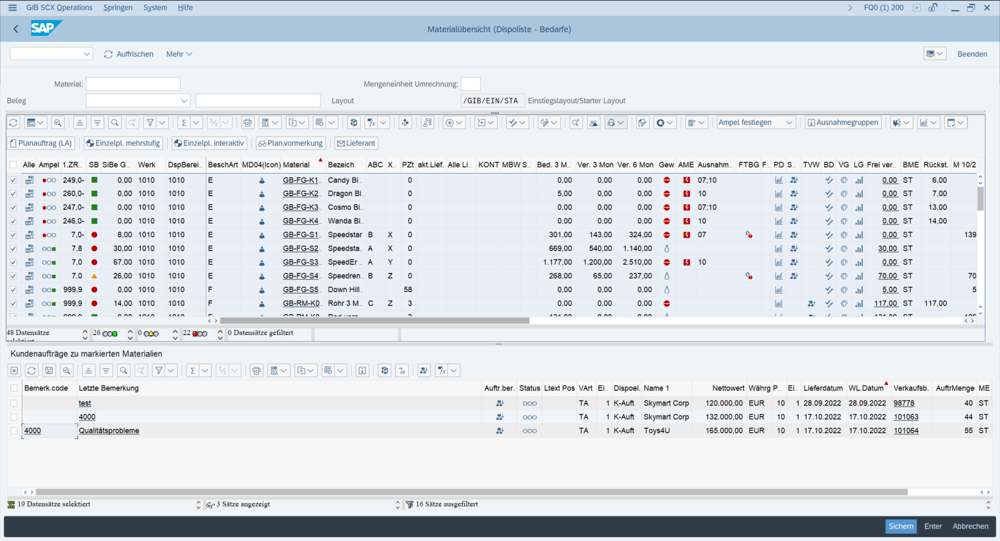 GIB SCX Operations Springen System Hilfe FQ0 (1) 200
SAP Materialübersicht (Dispoliste - Bedarfe)
Auffrischen Mehr Beenden
Material: Mengeneinheit Umrechnung:
Beleg Layout /GIB/EIN/STA Einstiegslayout/Starter Layout
Ampel festlegen Ausnahmegruppen
Planauftrag (LA) Einzelpl. mehrstufig Einzelpl. interaktiv Plan.vormerkung Lieferant
Alle Ampel 1.ZR... SB SiBe G... Werk DspBerei... BeschArt MD04(Icon) Material Bezeich ABC X... PZt akt.Lief. Alle Li... KONT MBW S... Bed. 3 M... Ver. 3 Mon Ver. 6 Mon Gew AME Ausnahm... FTBG F... PD S... TVW BD VG LG Frei ver... BME Rückst. M 10/2
249,0- 0,00 1010 1010 E GB-FG-K1... Candy Bi... 0 0,00 0,00 0,00 07;10 0,00 ST 6,00
260,0- 0,00 1010 1010 E GB-FG-K2... Dragon Bi... 0 5,00 0,00 0,00 10 0,00 ST 7,00
247,0- 0,00 1010 1010 E GB-FG-K3... Cosmo Bi... 0 0,00 0,00 0,00 07;10 0,00 ST 13,00
246,0- 0,00 1010 1010 E GB-FG-K4... Wanda Bi... 0 0,00 0,00 0,00 10 0,00 ST 14,00
7,0- 8,00 1010 1010 E GB-FG-S1... Speedstar B X 0 301,00 143,00 324,00 07 0,00 ST 139
7,8 30,00 1010 1010 E GB-FG-S2... Speedsta... A X 0 669,00 540,00 1.140,00 30,00 ST
7,0 67,00 1010 1010 E GB-FG-S3... SpeedEr ... A Y 0 1.177,00 1.200,00 2.510,00 10 0,00 ST
7,0 26,00 1010 1010 E GB-FG-S4... Speedren... B Z 0 268,00 65,00 237,00 70,00 ST 70
999,9 0,00 1010 1010 F GB-FG-S5... Down Hill... 58 0,00 0,00 0,00 5,00 ST 5
999,9 14,00 1010 1010 F GB-RM-K0... Rohr 3 M... C Z 3 0,00 0,00 0,00 117,00 ST 117,00
48 Datensätze 26 0 22 0 Datensätze gefiltert
Kundenaufträge zu markierten Materialien
Bemerk.code Letzte Bemerkung Auftr.ber. Status Ltext Pos VArt Ei... Dispoel. Name 1 Nettowert Währg P... Ei... Lieferdatum WL.Datum Verkaufsb. AuftrMenge ME
test TA 1 K-Auft Skymart Corp 120.000,00 EUR 10 1 28.09.2022 28.09.2022 98778 40 ST
4000 TA 1 K-Auft Skymart Corp 132.000,00 EUR 10 1 17.10.2022 17.10.2022 101063 44 ST
4000 Qualitätsprobleme TA 1 K-Auft Toys4U 165.000,00 EUR 10 1 17.10.2022 17.10.2022 101064 55 ST
19 Datensätze selektiert 3 Sätze angezeigt 16 Sätze ausgefiltert
Sichern Enter Abbrechen